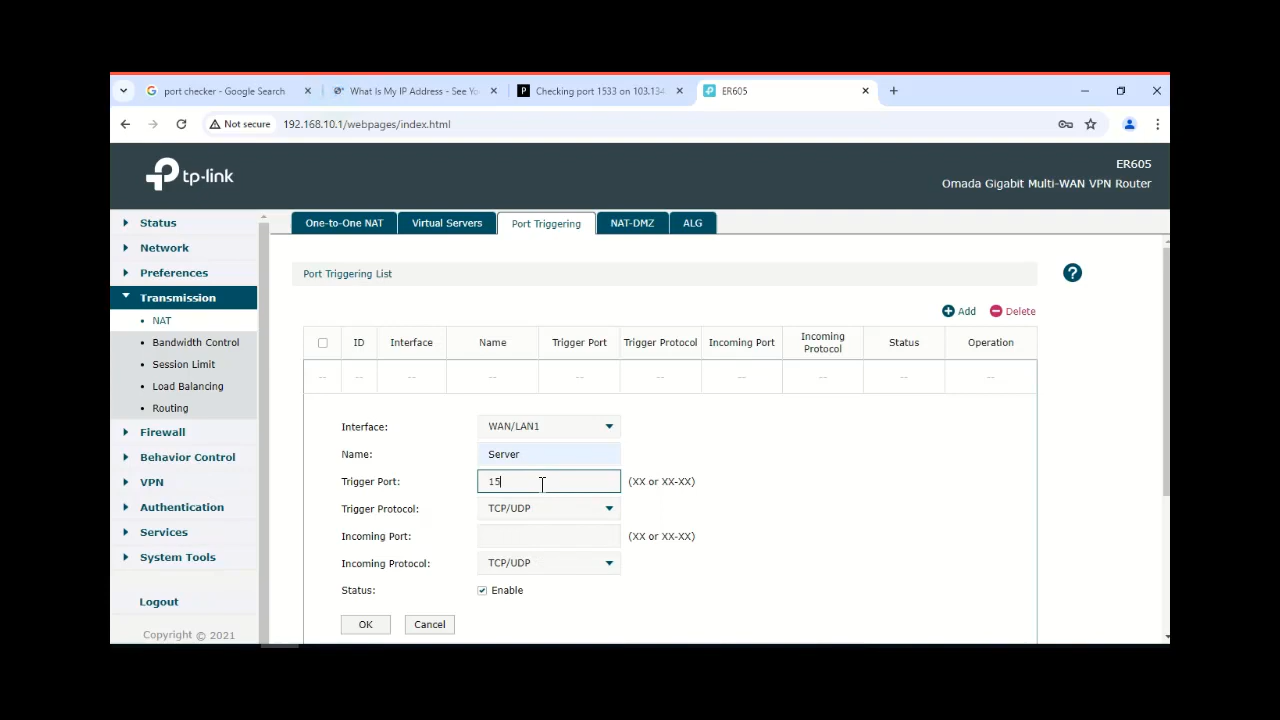 port checker - Google Search
What Is My IP Address - See Yo
Checking port 1533 on 103.134
ER605
Not secure
192.168.10.1/webpages/index.html
tp-link
ER605
Omada Gigabit Multi-WAN VPN Router
Status
Network
Preferences
Transmission
NAT
Bandwidth Control
Session Limit
Load Balancing
Routing
Firewall
Behavior Control
VPN
Authentication
Services
System Tools
Logout
Copyright © 2021
One-to-One NAT
Virtual Servers
Port Triggering
NAT-DMZ
ALG
Port Triggering List
?
Add
Delete
ID
Interface
Name
Trigger Port
Trigger Protocol
Incoming Port
Incoming Protocol
Status
Operation
-- -- -- -- -- -- -- -- -- --
Interface: WAN/LAN1
Name: Server
Trigger Port: 15 (XX or XX-XX)
Trigger Protocol: TCP/UDP
Incoming Port: (XX or XX-XX)
Incoming Protocol: TCP/UDP
Status: Enable
OK Cancel